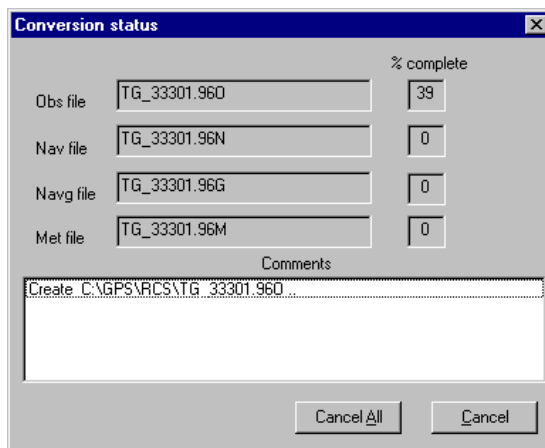 Conversion status
% complete
Obs file TG_33301.96O 39
Nav file TG_33301.96N 0
Navg file TG_33301.96G 0
Met file TG_33301.96M 0
Comments
Create C:\GPS\RCS\TG_33301.96O ..
Cancel All Cancel